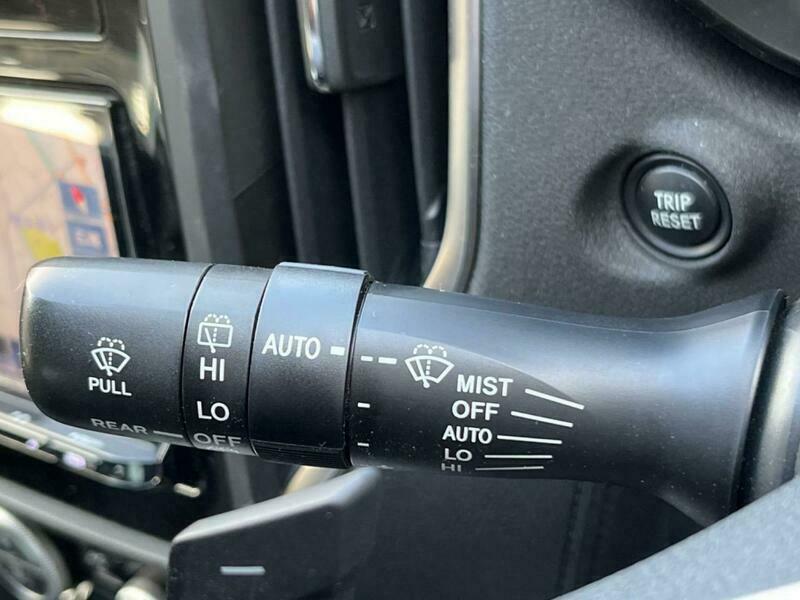 TRIP
RESET
PULL
REAR
HI
LO
OFF
AUTO
MIST
OFF
AUTO
LO
HI